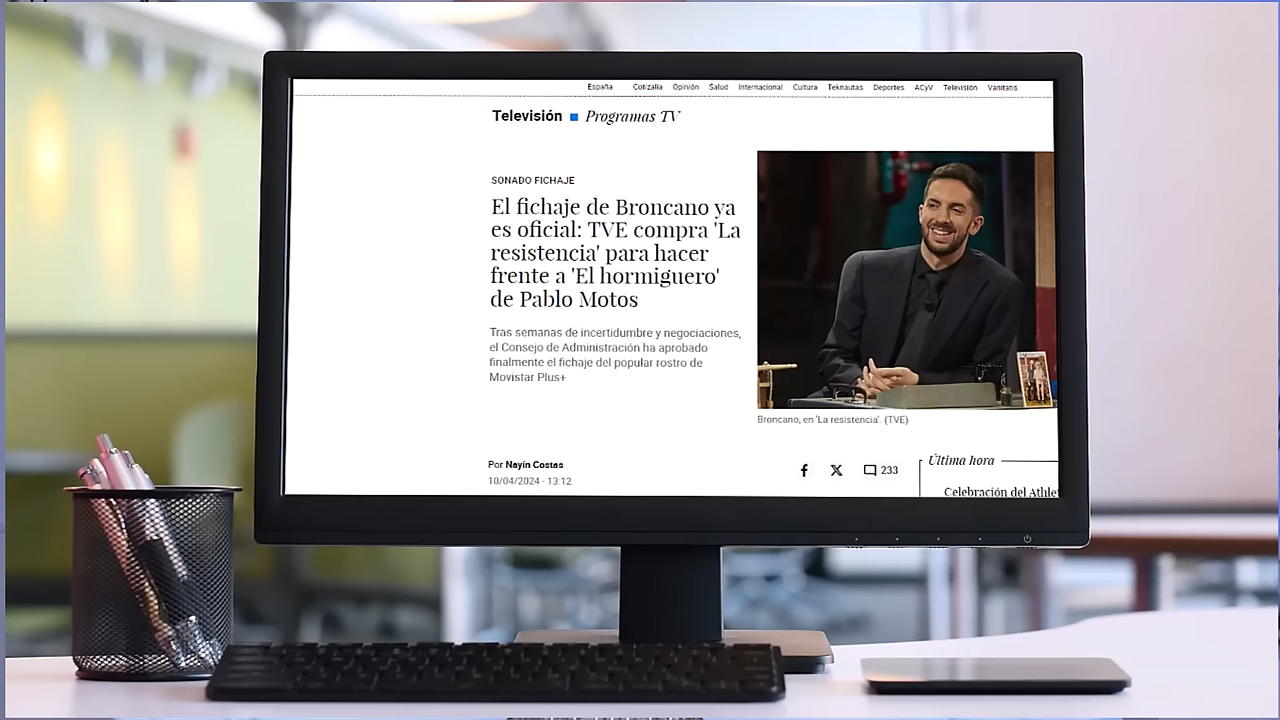 España Cotizalia Opinión Salud Internacional Cultura Teknautas Deportes ACyV Televisión Vanitatis
Televisión Programas TV
SONADO FICHAJE
El fichaje de Broncano ya
es oficial: TVE compra 'La
resistencia' para hacer
frente a 'El hormiguero'
de Pablo Motos
Tras semanas de incertidumbre y negociaciones,
el Consejo de Administración ha aprobado
finalmente el fichaje del popular rostro de
Movistar Plus+
Broncano, en 'La resistencia'. (TVE)
Por Nayín Costas
10/04/2024 - 13:12
233
Última hora
Celebración del Athle